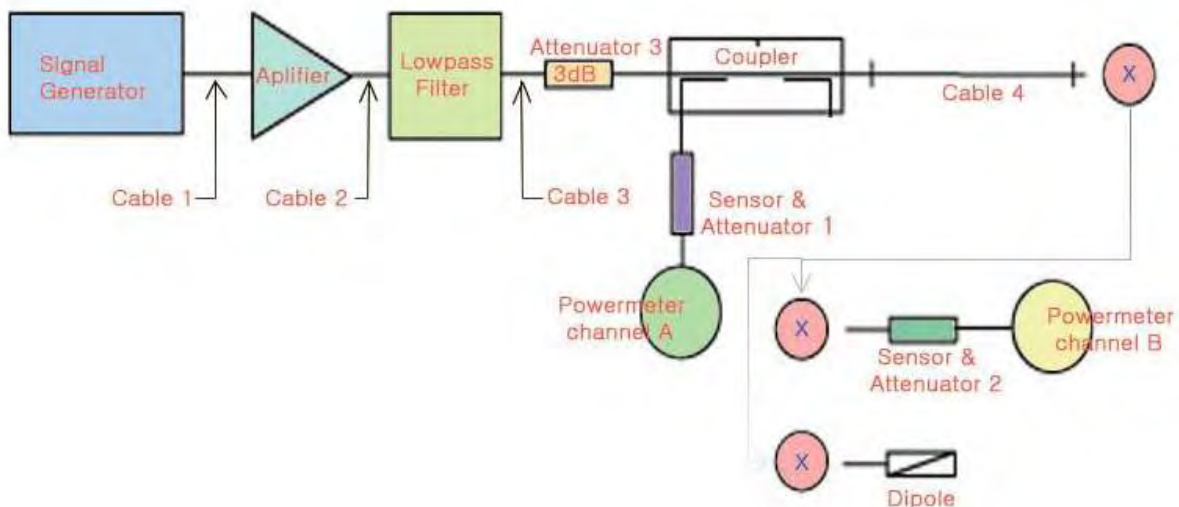 Signal
Generator
Aplifier
Lowpass
Filter
Attenuator 3
3dB
Coupler
Cable 4
X
Cable 1
Cable 2
Cable 3
Sensor &
Attenuator 1
Powermeter
channel A
X
Sensor &
Attenuator 2
Powermeter
channel B
X
Dipole